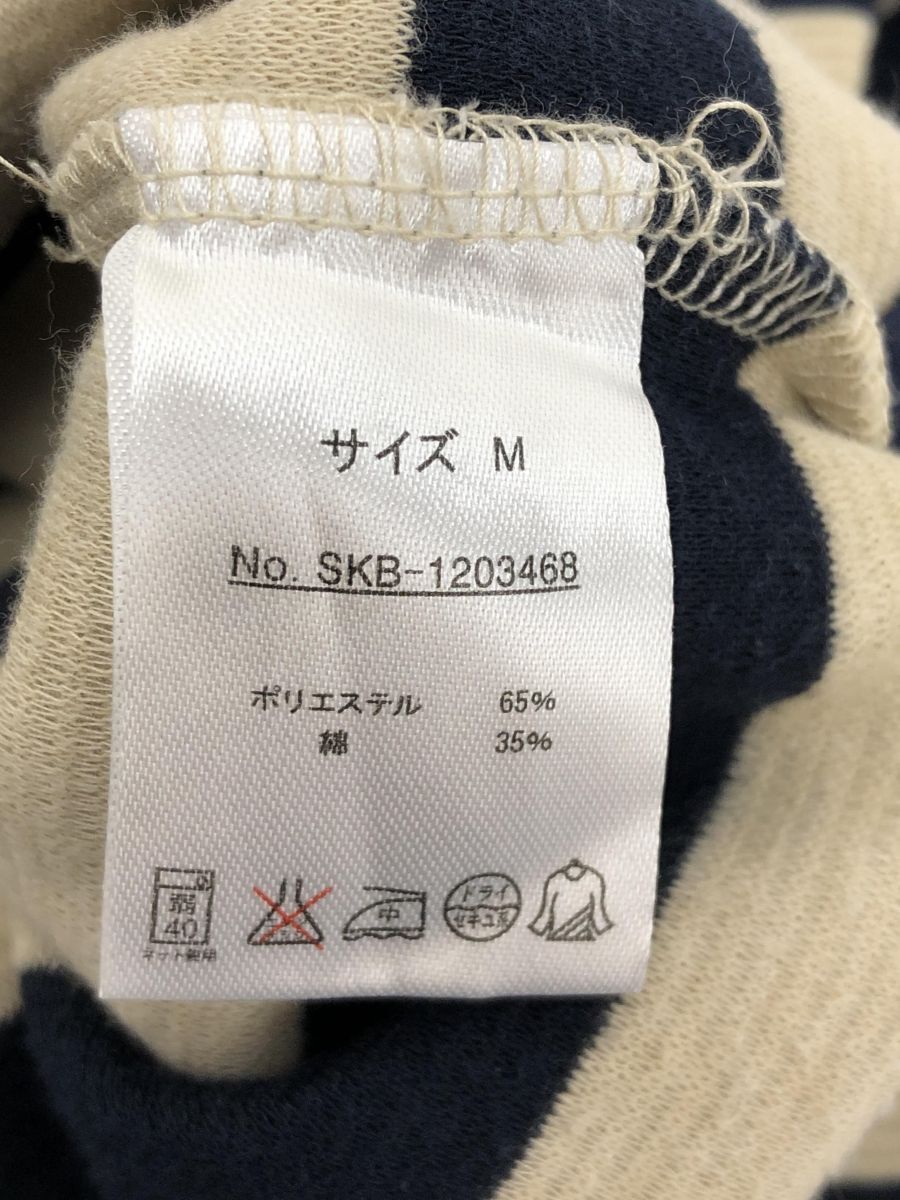 サイズ M
No. SKB-1203468
ポリエステル 65%
綿 35%
弱 中 ドライ
40 セキユ系
ネット使用